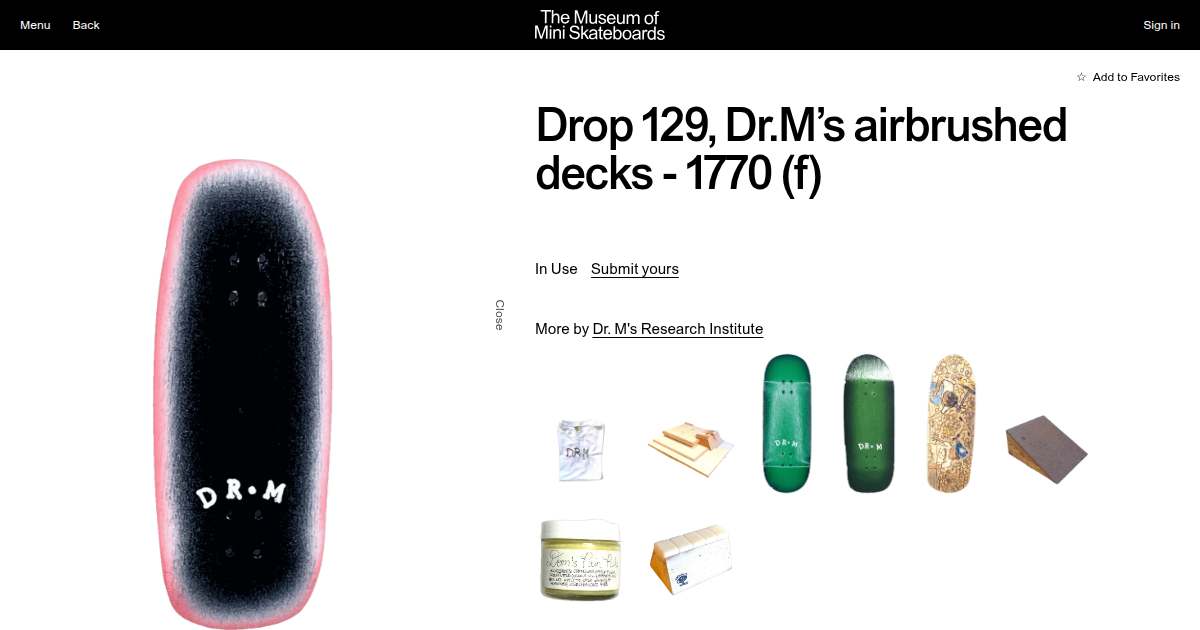 Menu
Back
The Museum of
Mini Skateboards
Sign in
☆ Add to Favorites
Drop 129, Dr.M’s airbrushed
decks - 1770 (f)
In Use
Submit yours
Close
More by Dr. M's Research Institute
DR•M
DR M
DR•M
DR•M